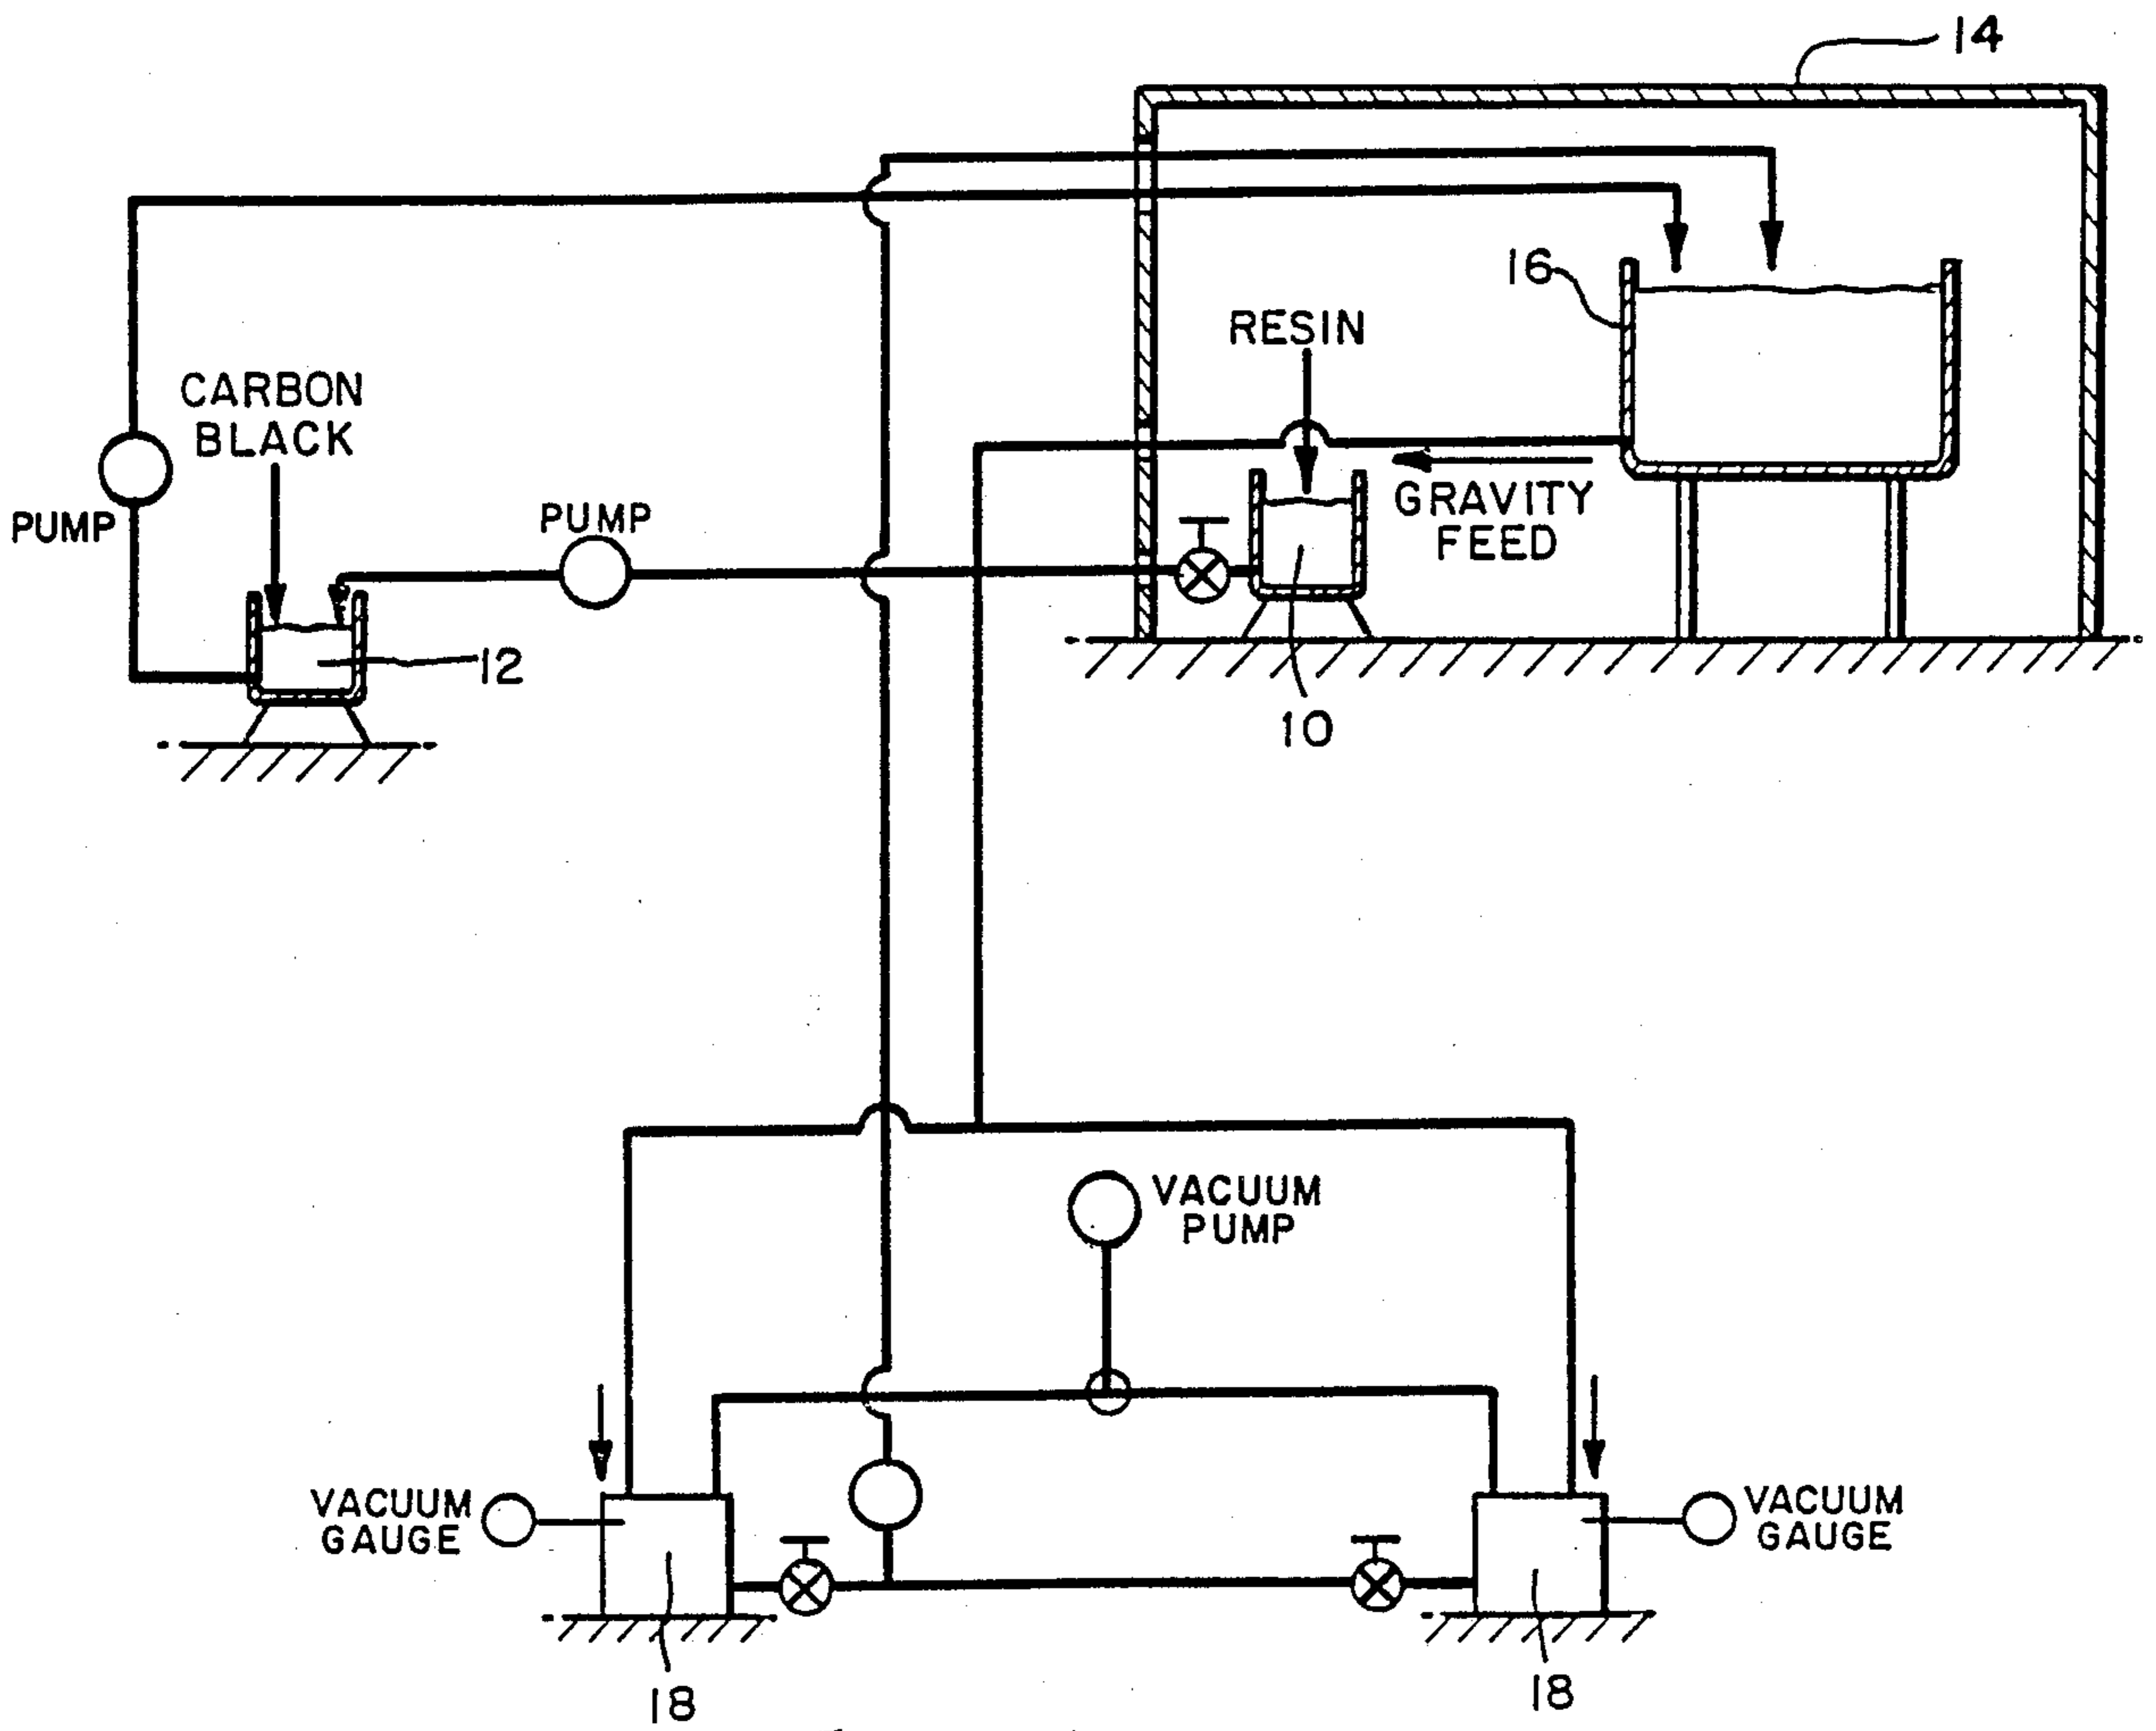 14
16
RESIN
CARBON
BLACK
PUMP
PUMP
GRAVITY
FEED
12
10
VACUUM
PUMP
VACUUM
GAUGE
VACUUM
GAUGE
18
18